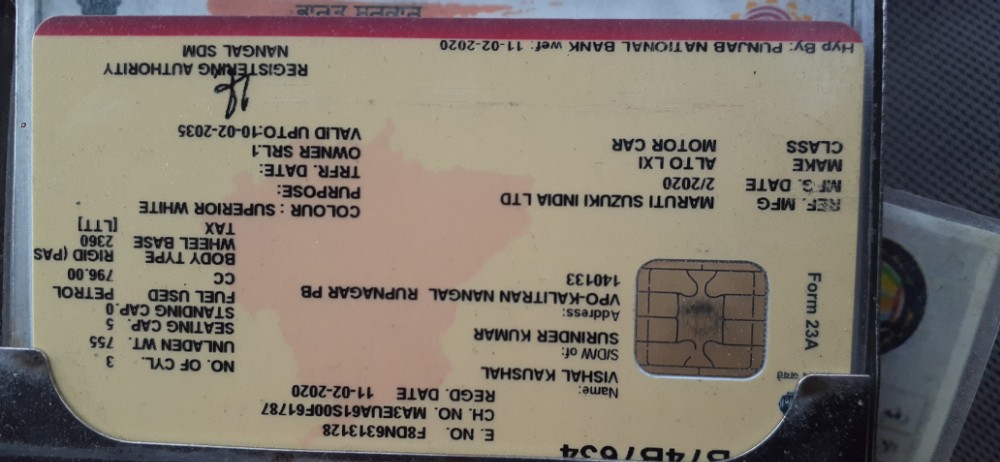 E. NO. F8DN6313128
CH. NO. MA3EUA61S00F61787
REGD. DATE 11-02-2020
Name:
VISHAL KAUSHAL
S/DW of:
SURINDER KUMAR
Address:
VPO-KALITRAN NANGAL RUPNAGAR PB
140133
NO. OF CYL. 3
UNLADEN WT. 755
SEATING CAP. 5
STANDING CAP. 0
FUEL USED PETROL
CC 796.00
BODY TYPE RIGID (PAS
WHEEL BASE 2360
TAX [LTT]
Form 23A
REF. MFG MARUTI SUZUKI INDIA LTD
MFG. DATE 2/2020
MAKE ALTO LXI
CLASS MOTOR CAR
COLOUR : SUPERIOR WHITE
PURPOSE:
TRFR. DATE:
OWNER SRL.1
VALID UPTO:10-02-2035
REGISTERING AUTHORITY
NANGAL SDM
Hyp By: PUNJAB NATIONAL BANK wef: 11-02-2020